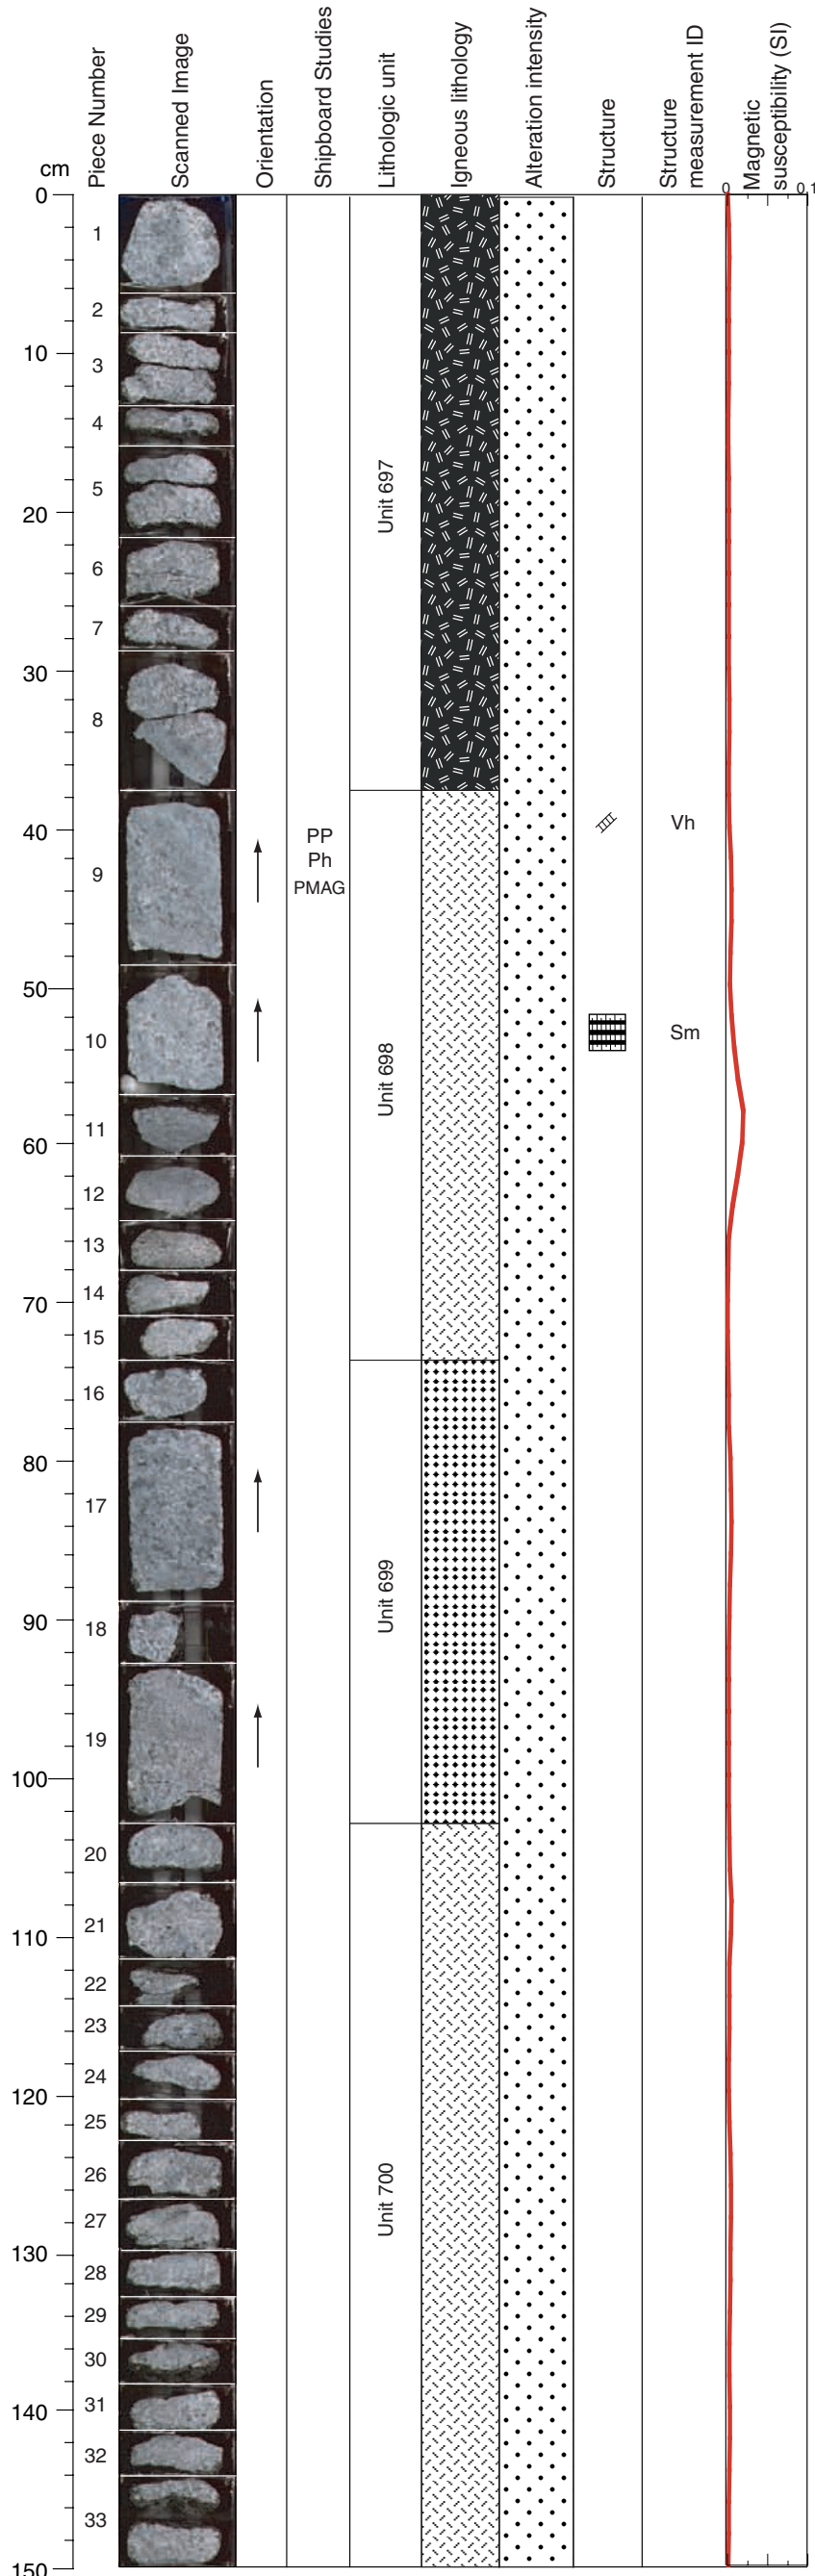 cm
Piece Number
Scanned Image
Orientation
Shipboard Studies
Lithologic unit
Igneous lithology
Alteration intensity
Structure
Structure
measurement ID
Magnetic
susceptibility (SI)
0 0.1
0
1
2
10
3
4
5
Unit 697
20
6
7
30
8
40
PP
Ph
PMAG
Vh
9
50
10
Sm
Unit 698
11
60
12
13
14
70
15
16
80
17
Unit 699
90
18
19
100
20
21
110
22
23
24
120
25
26
Unit 700
27
130
28
29
30
31
140
32
33
150